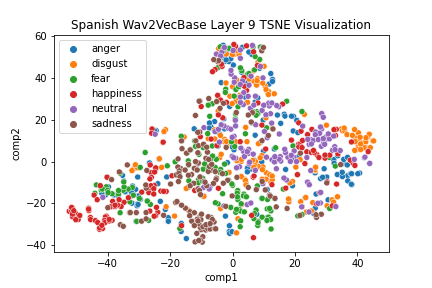 Spanish Wav2VecBase Layer 9 TSNE Visualization
60
40
20
0
−20
−40
comp2
anger
disgust
fear
happiness
neutral
sadness
−40
−20
0
20
40
comp1